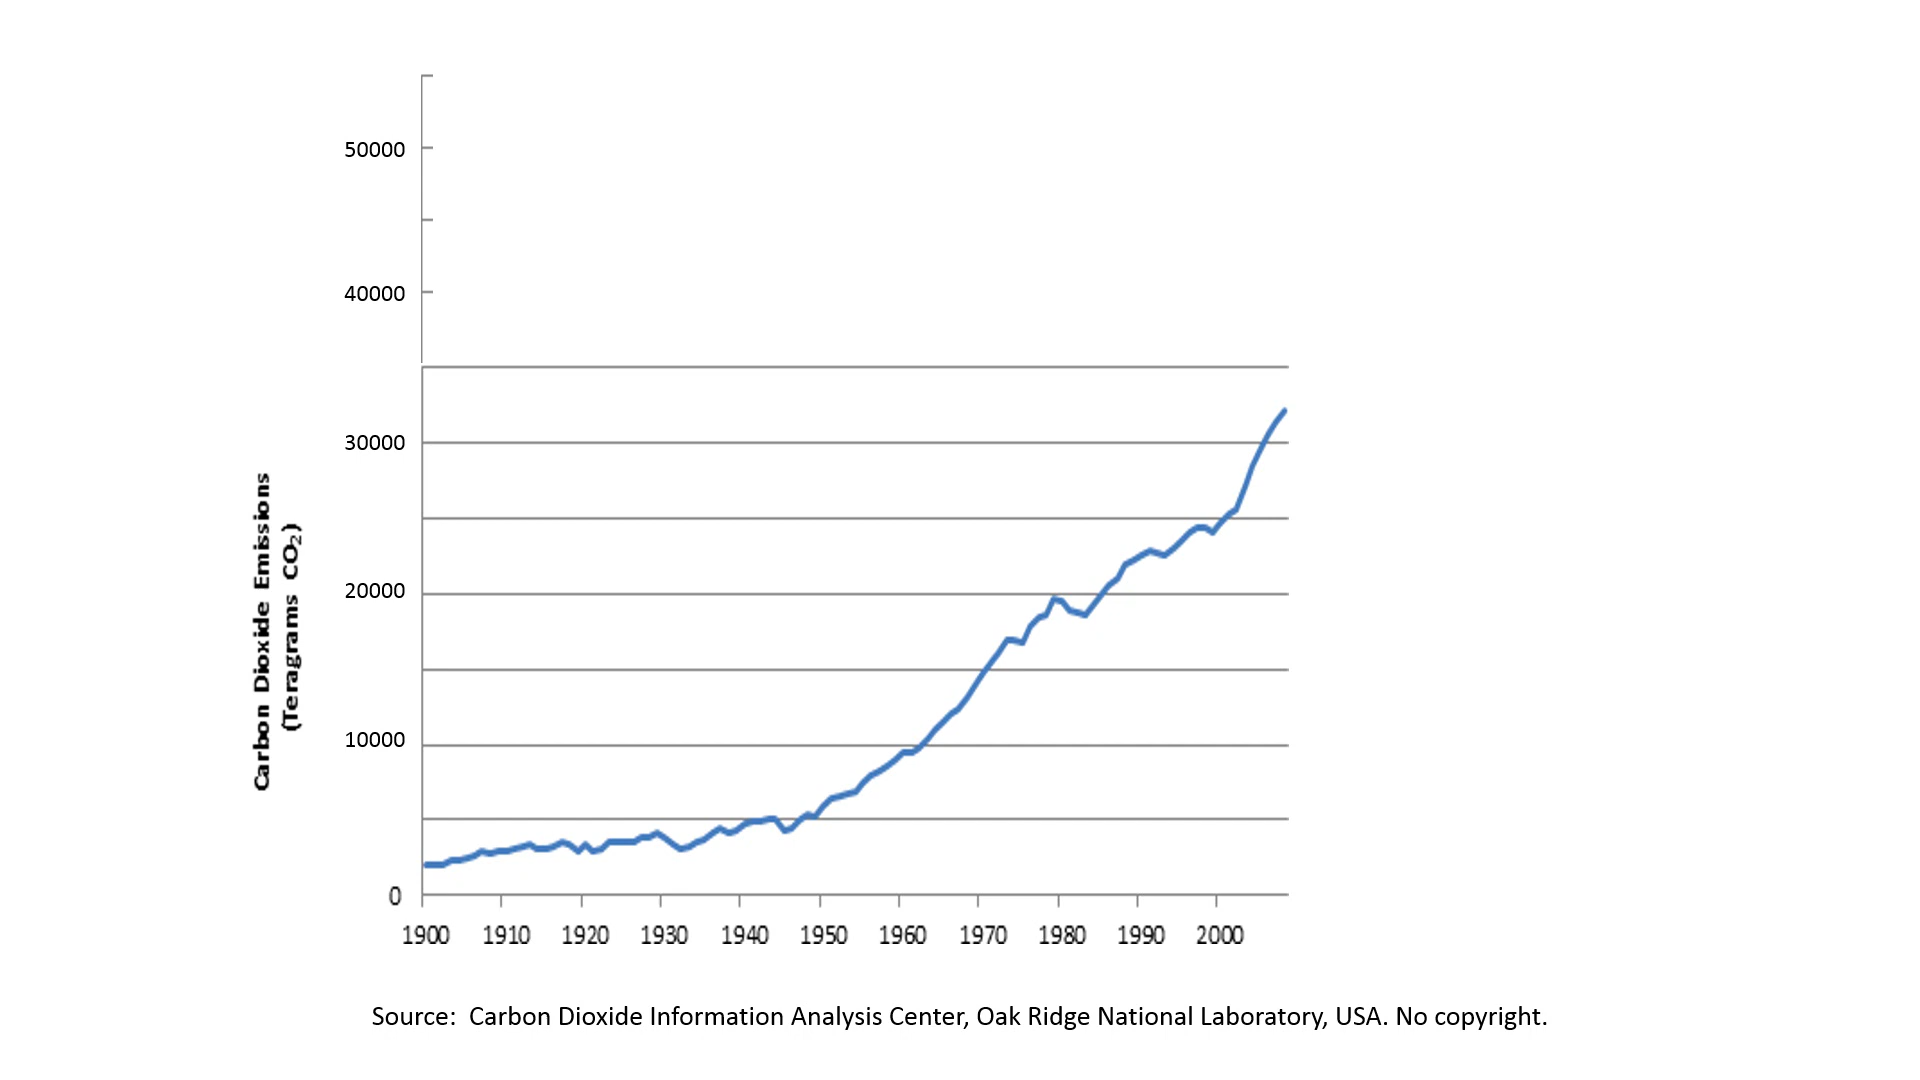 50000
40000
30000
20000
10000
0
Carbon Dioxide Emissions
(Teragrams CO₂)
1900 1910 1920 1930 1940 1950 1960 1970 1980 1990 2000
Source:  Carbon Dioxide Information Analysis Center, Oak Ridge National Laboratory, USA. No copyright.